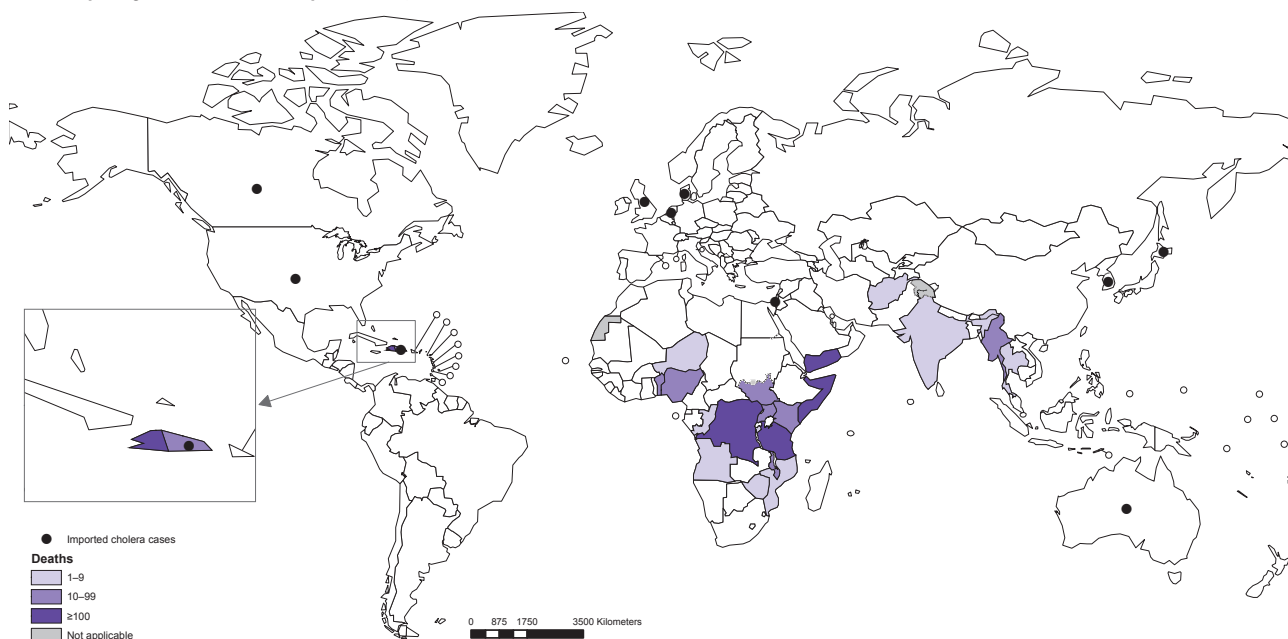 Imported cholera cases
Deaths
1–9
10–99
≥100
Not applicable
0 875 1750 3500 Kilometers